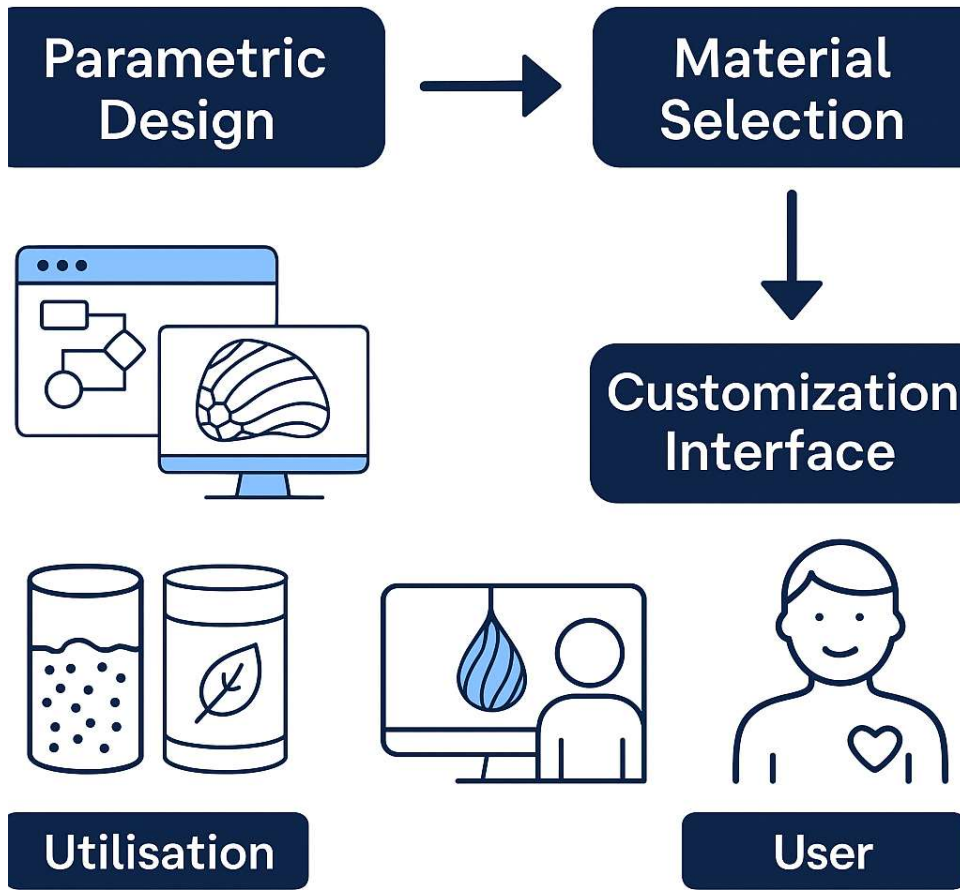 Parametric
Design
Material
Selection
Customization
Interface
Utilisation
User